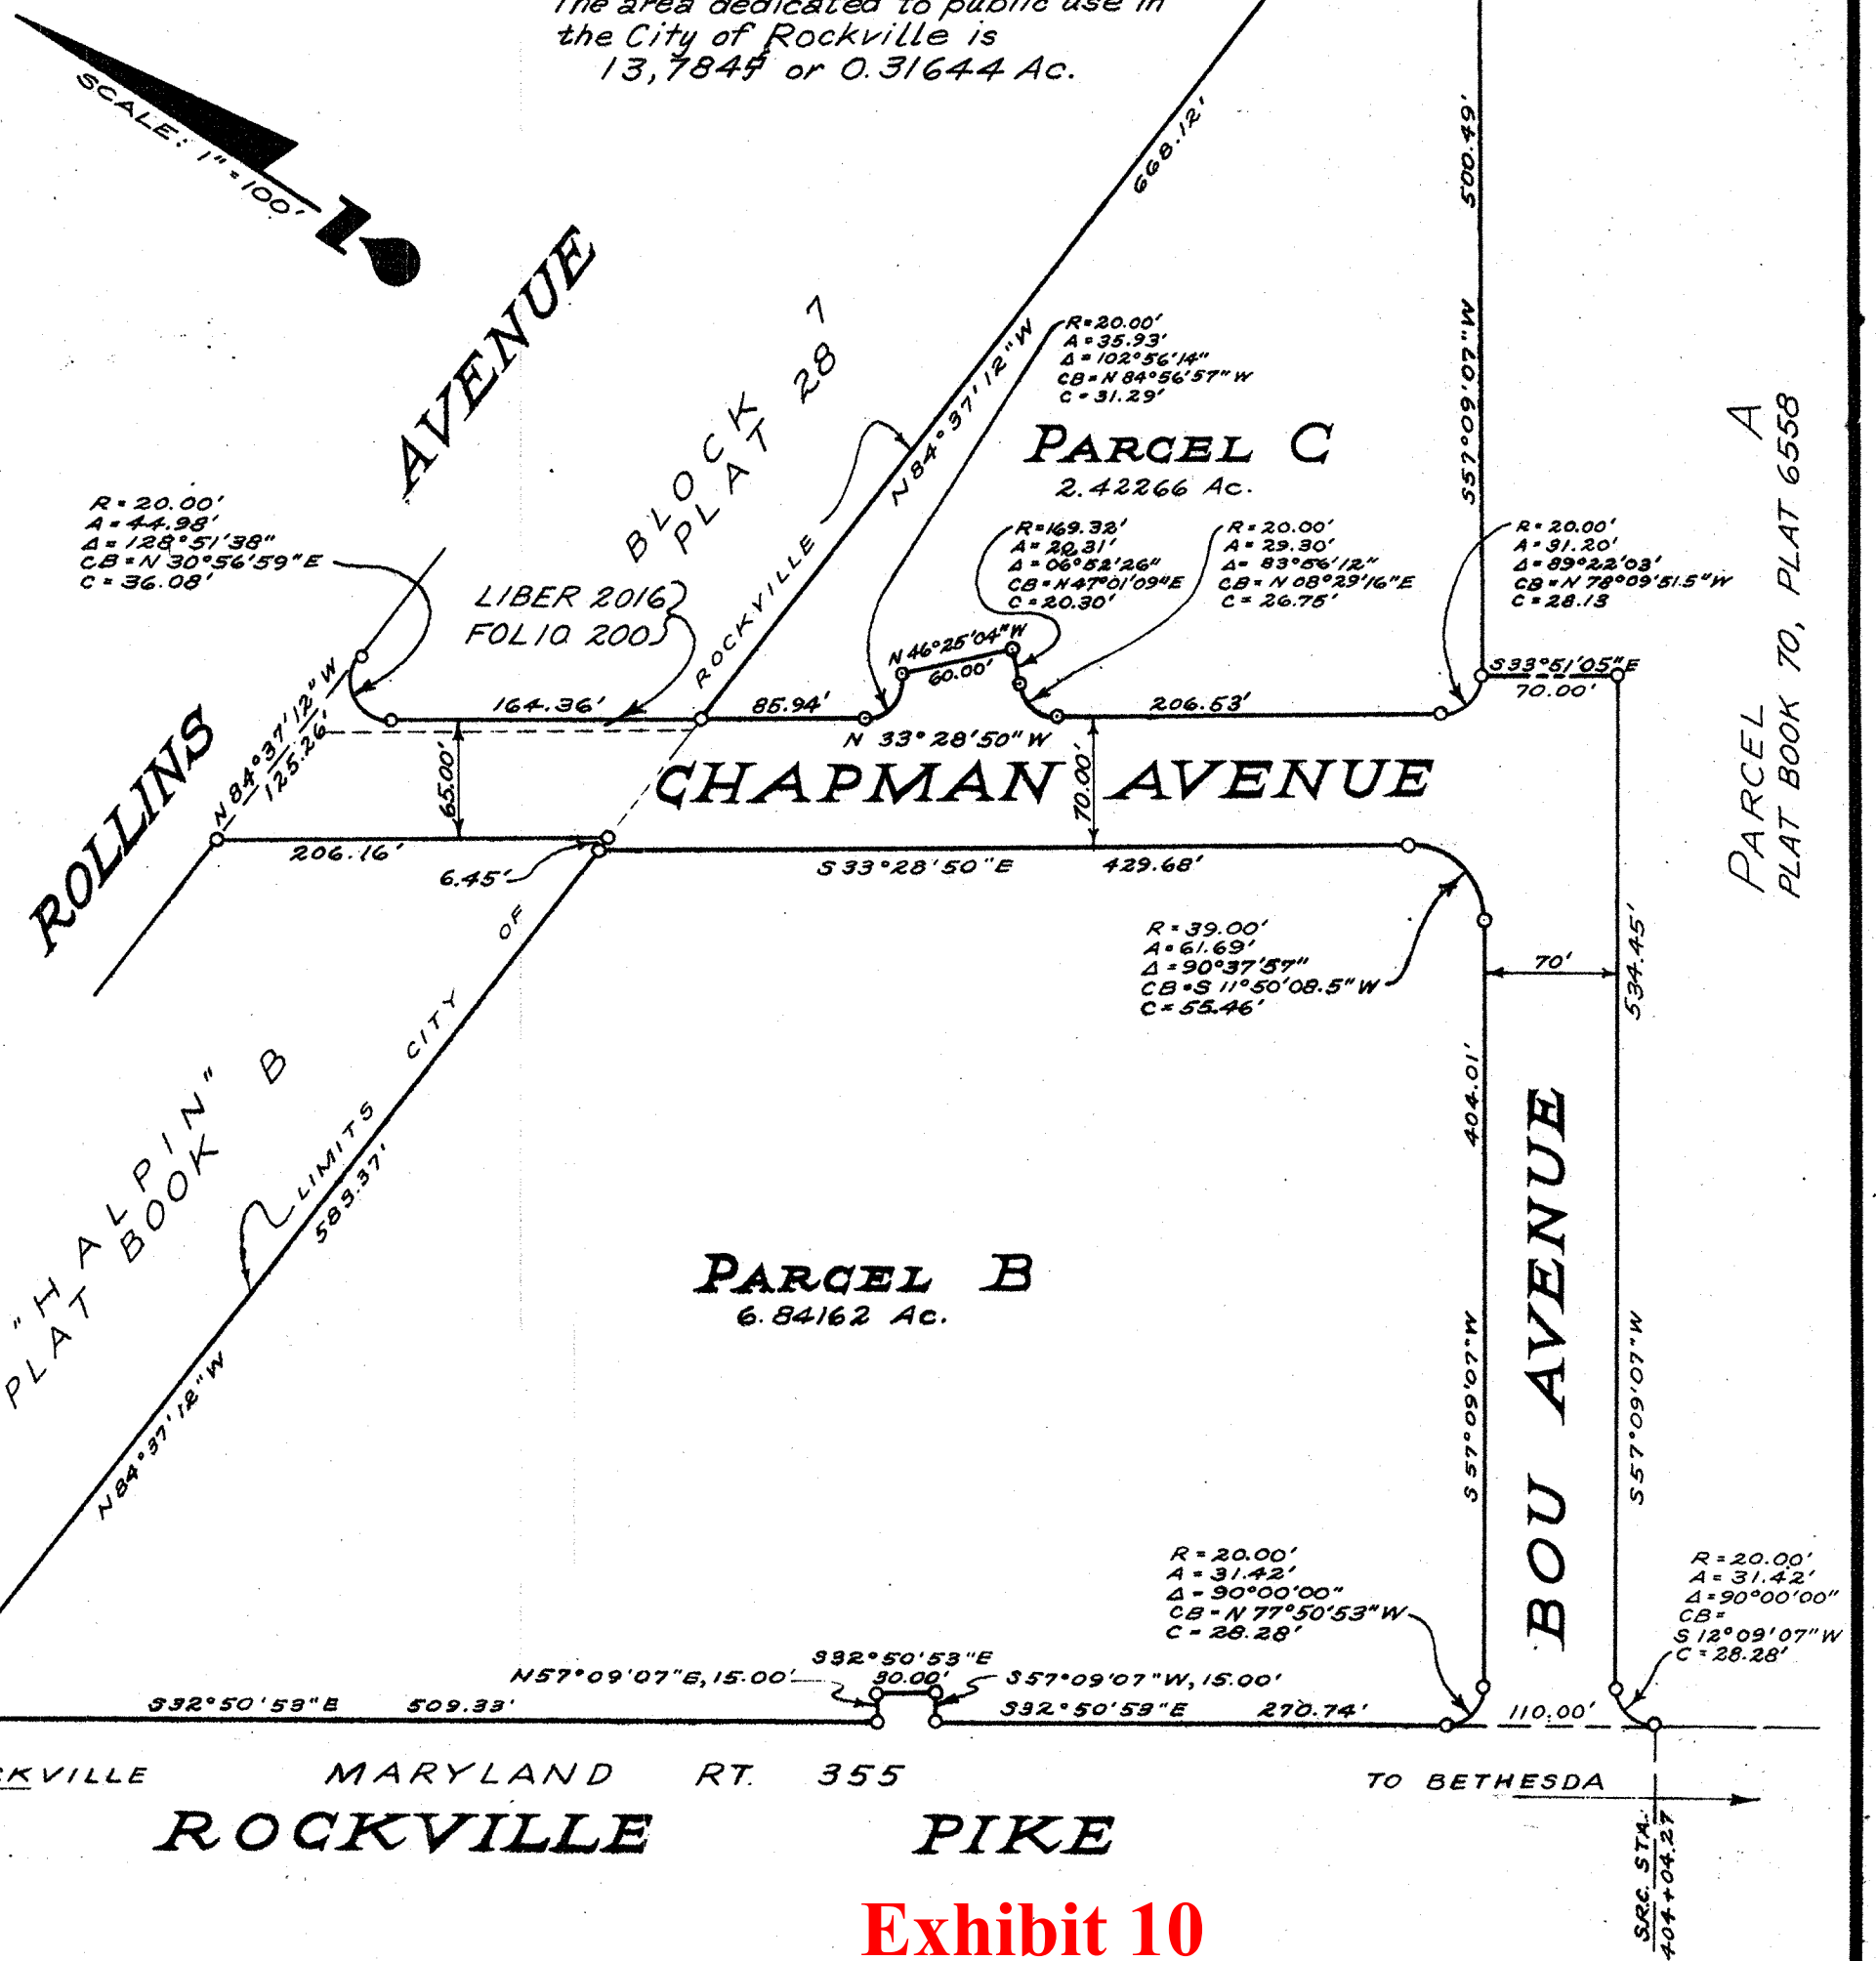 The area dedicated to public use in
the City of Rockville is
13,784 or 0.31644 Ac.
SCALE: 1" = 100'
668.12'
500.49'
AVENUE
BLOCK 7
PLAT 28
R=20.00'
A=35.93'
Δ=102°56'14"
CB=N 84°56'57"W
C=31.29'
N 84°37'12"W
PARCEL C
2.42266 Ac.
S57°09'07"W
PARCEL A
PLAT BOOK 70, PLAT 6558
R=20.00'
A=44.98'
Δ=128°51'38"
CB=N 30°56'59"E
C=36.08'
R=169.32'
A=20.31'
Δ=06°52'26"
CB=N47°01'09"E
C=20.30'
R=20.00'
A=29.30'
Δ=83°56'12"
CB=N 08°29'16"E
C=26.75'
R=20.00'
A=31.20'
Δ=89°22'03"
CB=N 78°09'51.5"W
C=28.13
LIBER 2016
FOLIO 200
ROCKVILLE
N 46°25'04"W
60.00'
S33°51'05"E
70.00'
164.36'
85.94'
206.53'
N 33°28'50"W
ROLLINS
N 84°37'12"W
125.26'
65.00'
CHAPMAN AVENUE
70.00'
206.16'
6.45'
S 33°28'50"E 429.68'
OF
R=39.00'
A=61.69'
Δ=90°37'57"
CB=S 11°50'08.5"W
C=55.46'
70'
534.45'
CITY
404.01'
LIMITS
583.37'
"HALPIN"
PLAT BOOK B
PARCEL B
6.84162 Ac.
BOU AVENUE
N84°37'12"W
S 57°09'07"W
S57°09'07"W
R=20.00'
A=31.42'
Δ=90°00'00"
CB=N 77°50'53"W
C=28.28'
R=20.00'
A=31.42'
Δ=90°00'00"
CB=
S 12°09'07"W
C=28.28'
S32°50'53"E
N57°09'07"E, 15.00'
30.00'
S57°09'07"W, 15.00'
S32°50'53"E 509.33'
S32°50'53"E 270.74'
110.00'
KVILLE
MARYLAND RT. 355
TO BETHESDA
ROCKVILLE PIKE
S.R.C. STA.
404+04.27
Exhibit 10